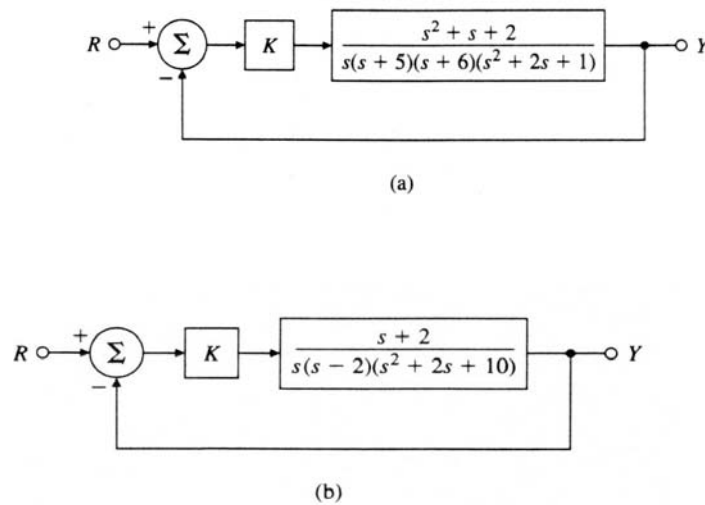 R + Σ − K s² + s + 2 Y
s(s + 5)(s + 6)(s² + 2s + 1)
(a)
R + Σ − K s + 2 Y
s(s − 2)(s² + 2s + 10)
(b)